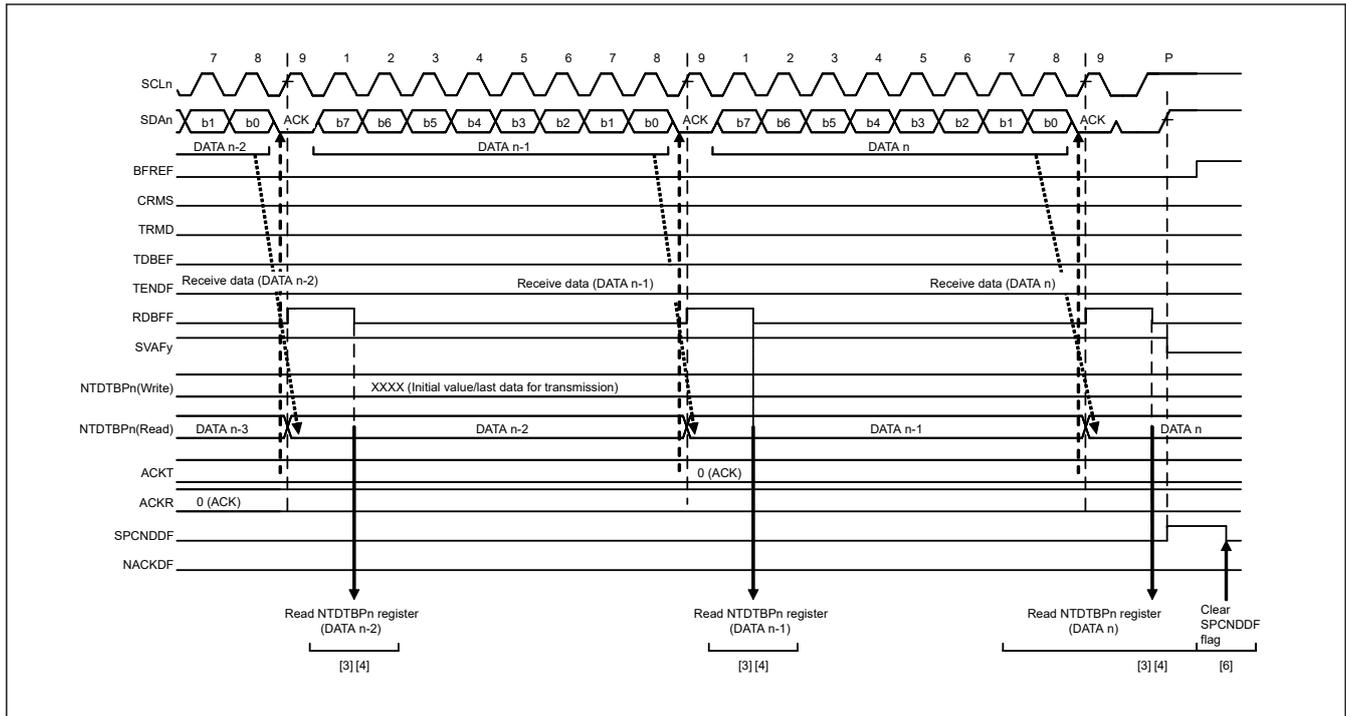 7 8 9 1 2 3 4 5 6 7 8 9 1 2 3 4 5 6 7 8 9 P
SCLn
SDAn b1 b0 ACK b7 b6 b5 b4 b3 b2 b1 b0 ACK b7 b6 b5 b4 b3 b2 b1 b0 ACK
DATA n-2 DATA n-1 DATA n
BFREF
CRMS
TRMD
TDBEF
Receive data (DATA n-2) Receive data (DATA n-1) Receive data (DATA n)
TENDF
RDBFF
SVAFy
NTDTBPn(Write) XXXX (Initial value/last data for transmission)
NTDTBPn(Read) DATA n-3 DATA n-2 DATA n-1 DATA n
ACKT 0 (ACK)
ACKR 0 (ACK)
SPCNDDF
NACKDF
Read NTDTBPn register
(DATA n-2)
[3] [4]
Read NTDTBPn register
(DATA n-1)
[3] [4]
Read NTDTBPn register
(DATA n)
[3] [4]
Clear
SPCNDDF
flag
[6]